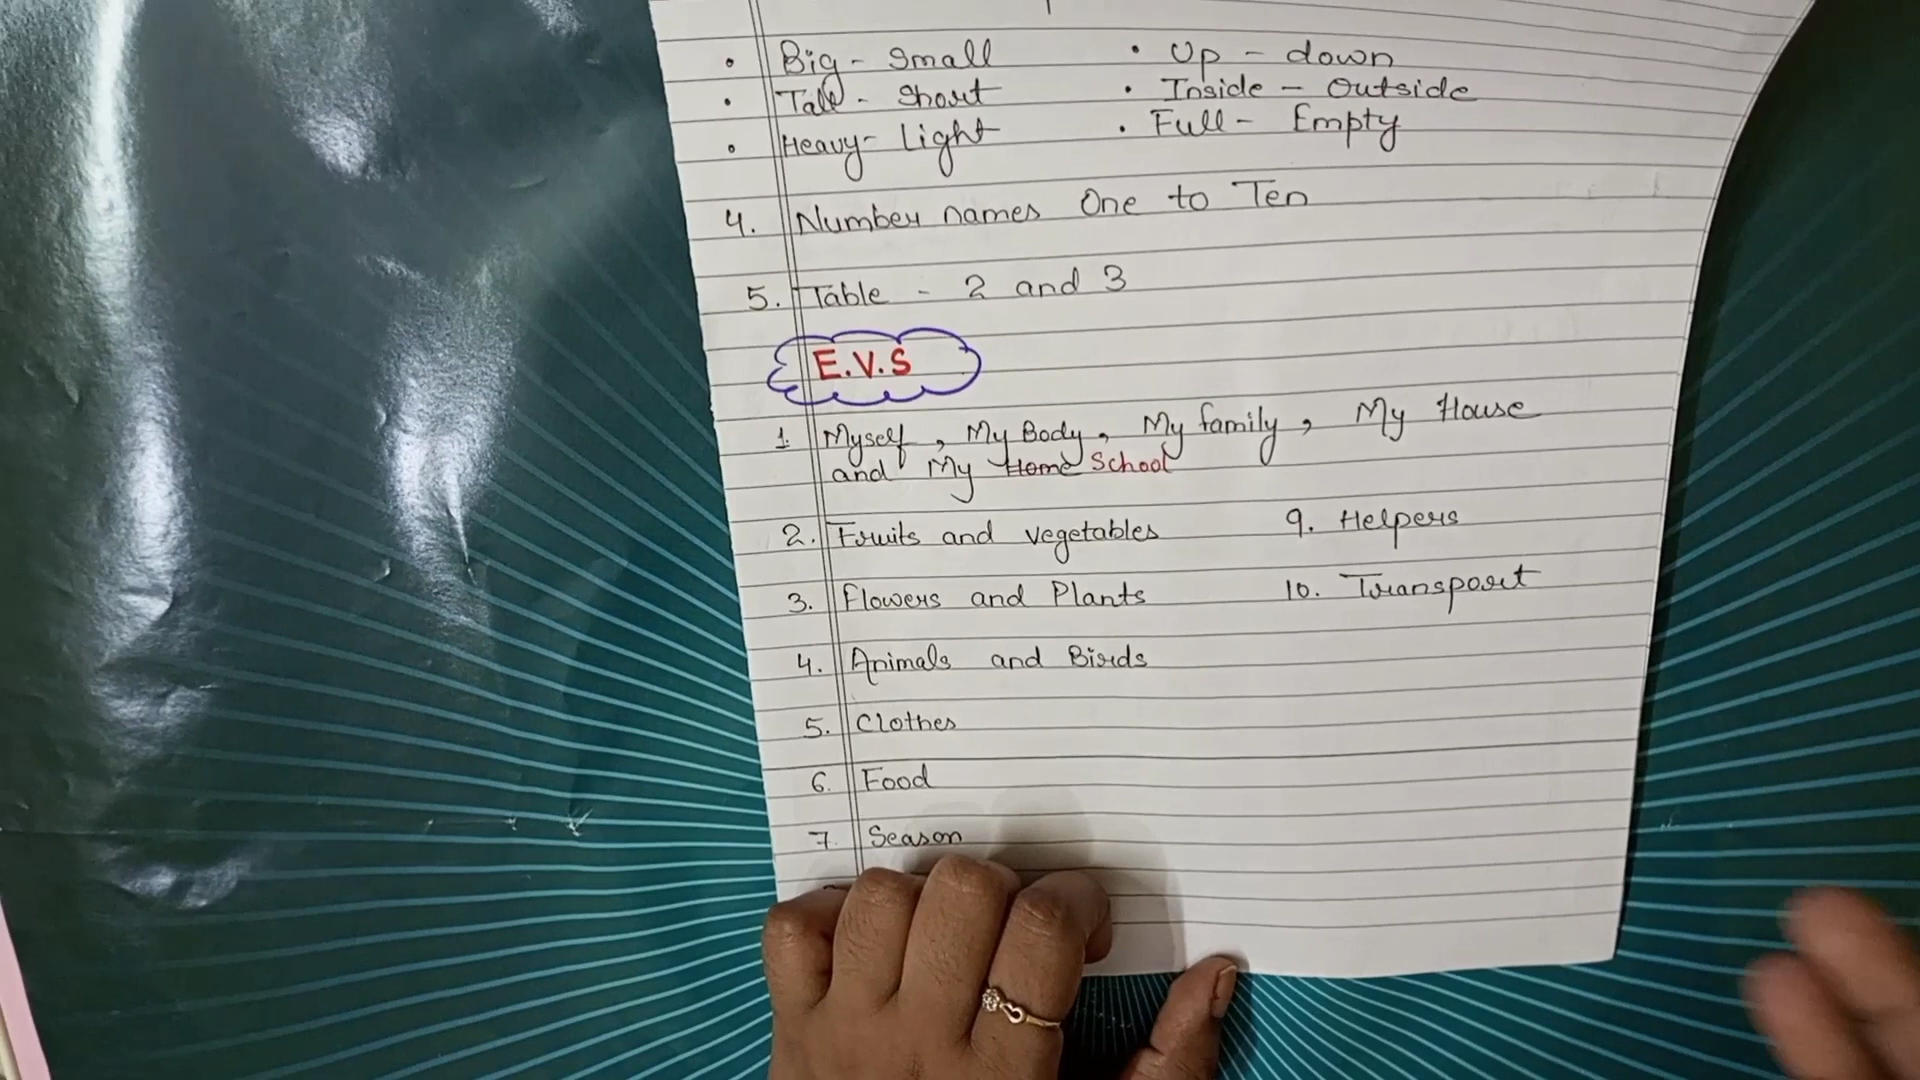 • Big - Small • Up - down
• Tall - Short • Inside - Outside
• Heavy - Light • Full - Empty
4. Number names One to Ten
5. Table - 2 and 3
E.V.S
1. Myself, My Body, My family, My House
and My Home School
2. Fruits and vegetables 9. Helpers
3. Flowers and Plants 10. Transport
4. Animals and Birds
5. Clothes
6. Food
7. Season